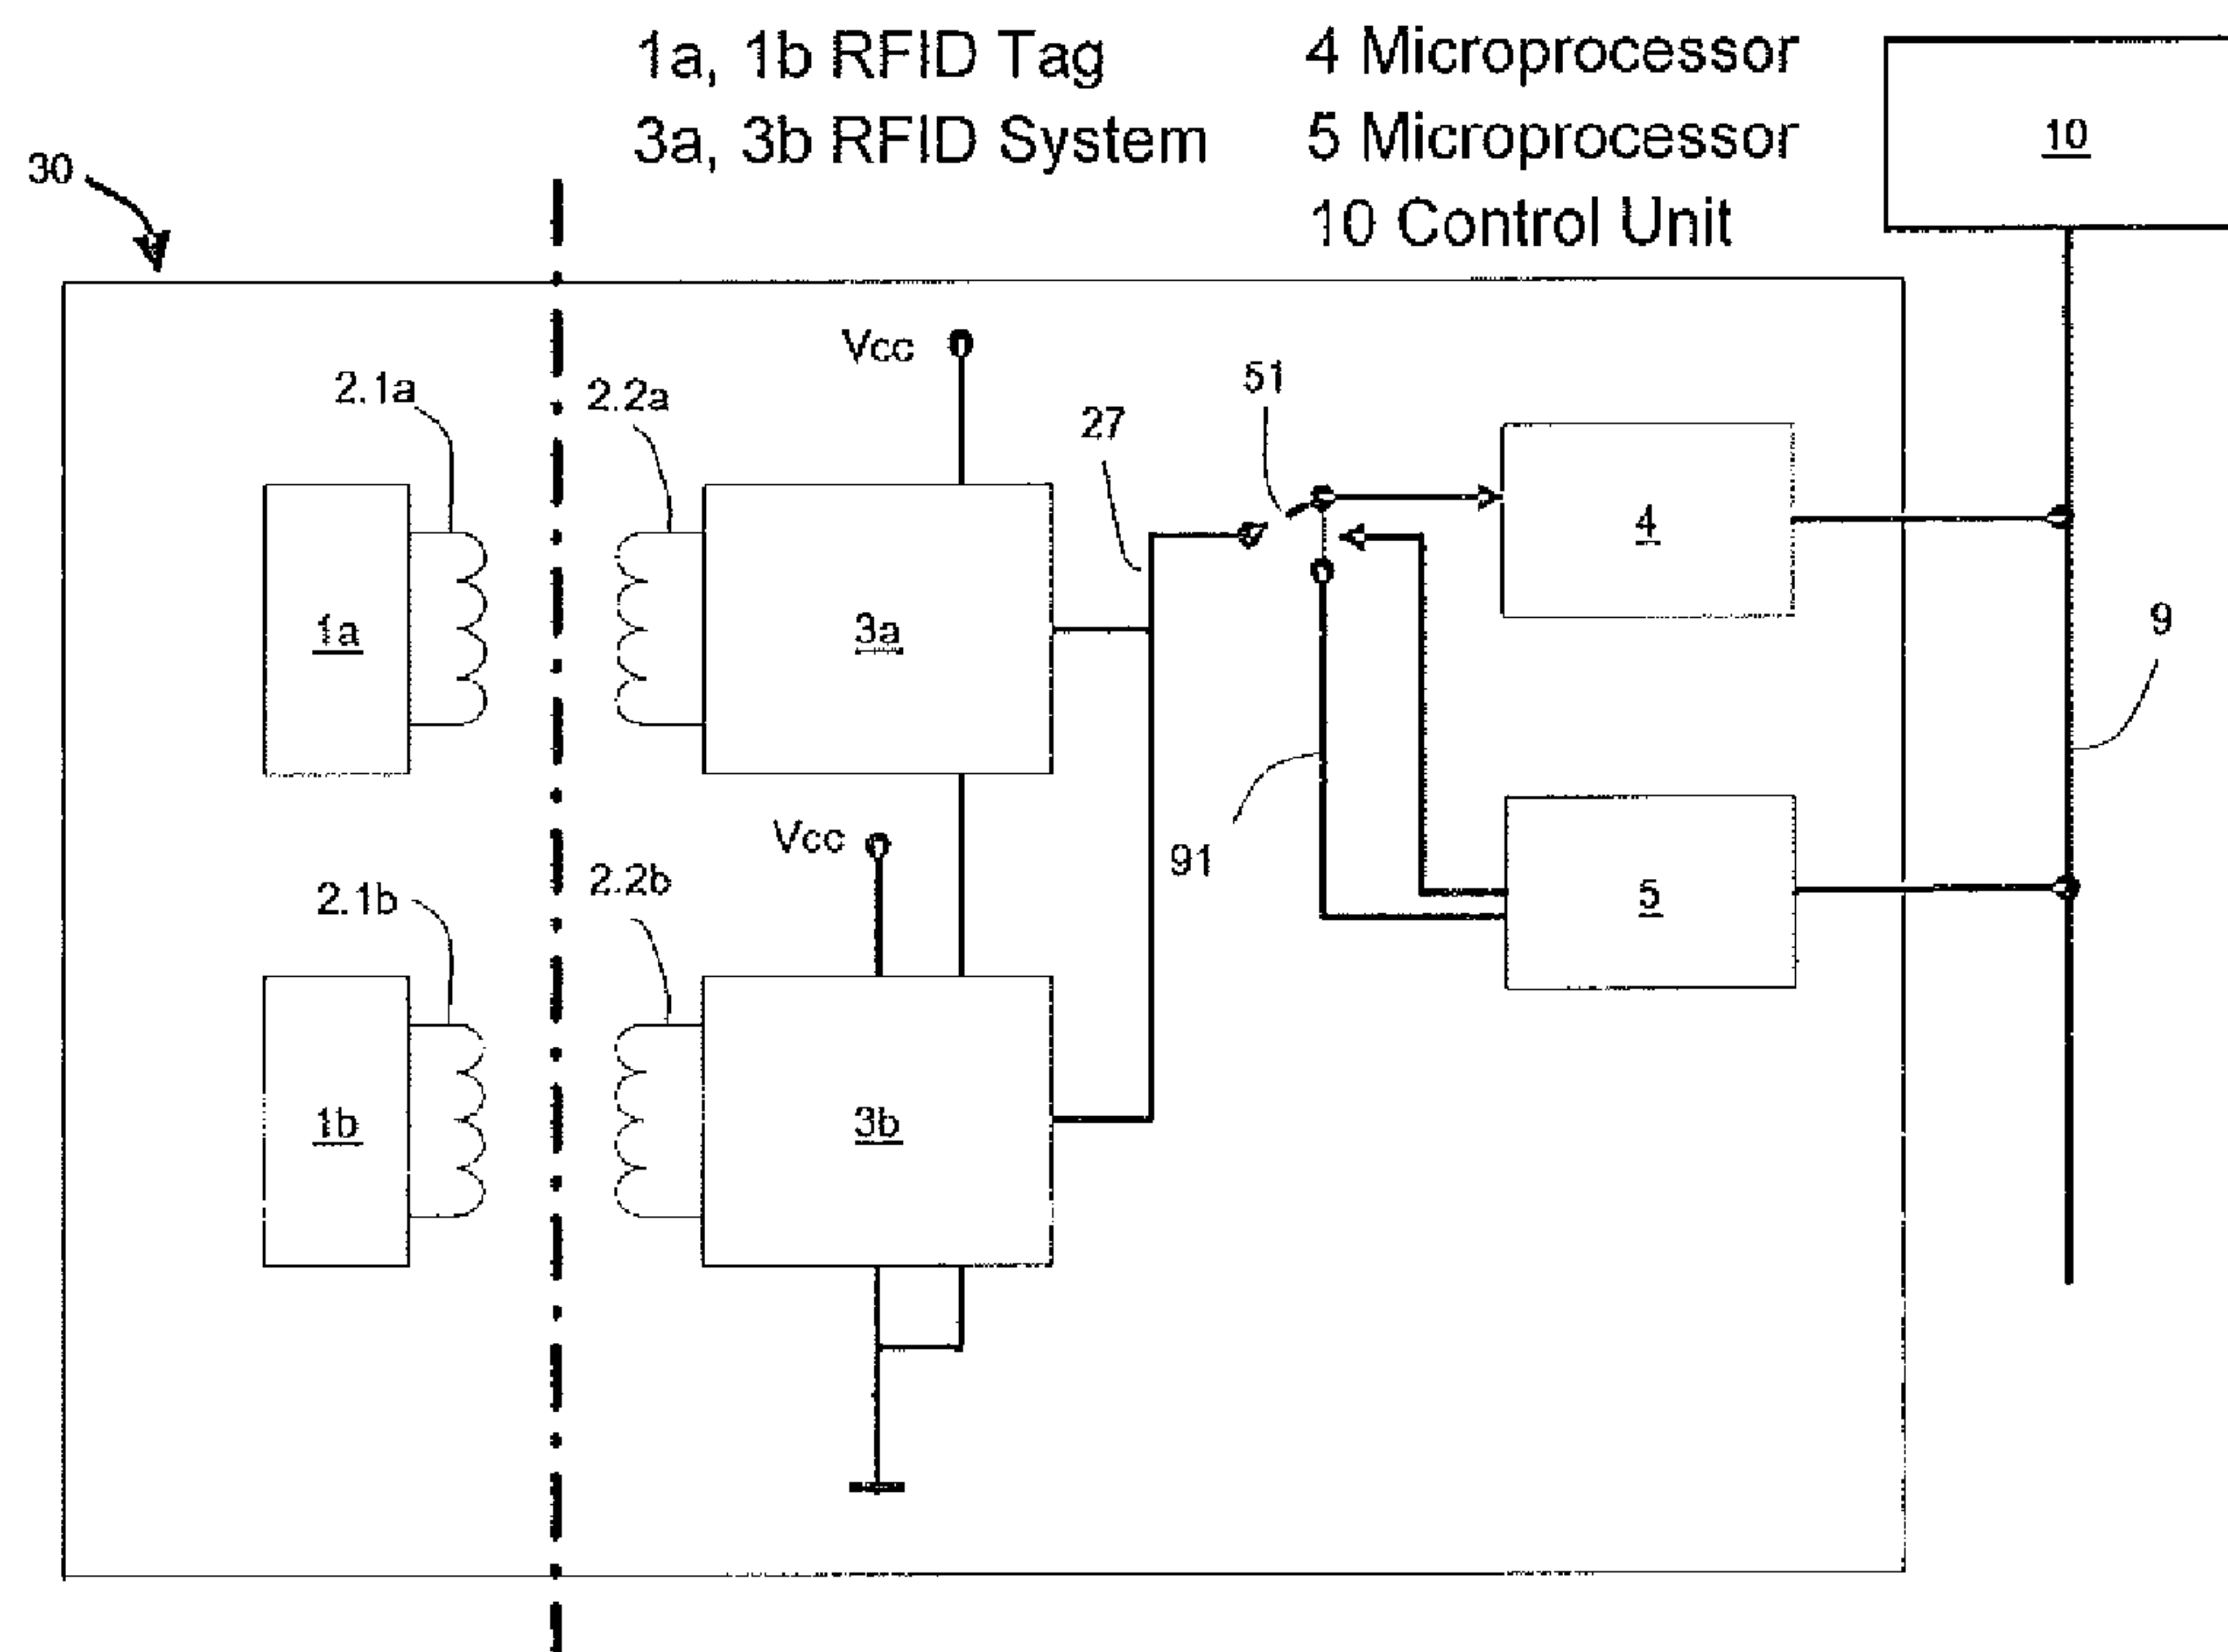 1a, 1b RFID Tag
3a, 3b RFID System
4 Microprocessor
5 Microprocessor
10 Control Unit
10
30
Vcc
2.1a
2.2a
27
51
4
1a
3a
9
Vcc
91
2.1b
2.2b
5
1b
3b